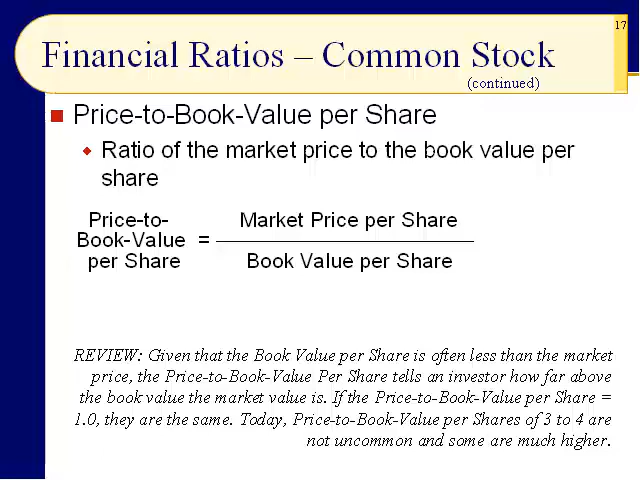 17
Financial Ratios – Common Stock
(continued)
Price-to-Book-Value per Share
Ratio of the market price to the book value per
share
Price-to-
Book-Value
per Share
=
Market Price per Share
Book Value per Share
REVIEW: Given that the Book Value per Share is often less than the market
price, the Price-to-Book-Value Per Share tells an investor how far above
the book value the market value is. If the Price-to-Book-Value per Share =
1.0, they are the same. Today, Price-to-Book-Value per Shares of 3 to 4 are
not uncommon and some are much higher.